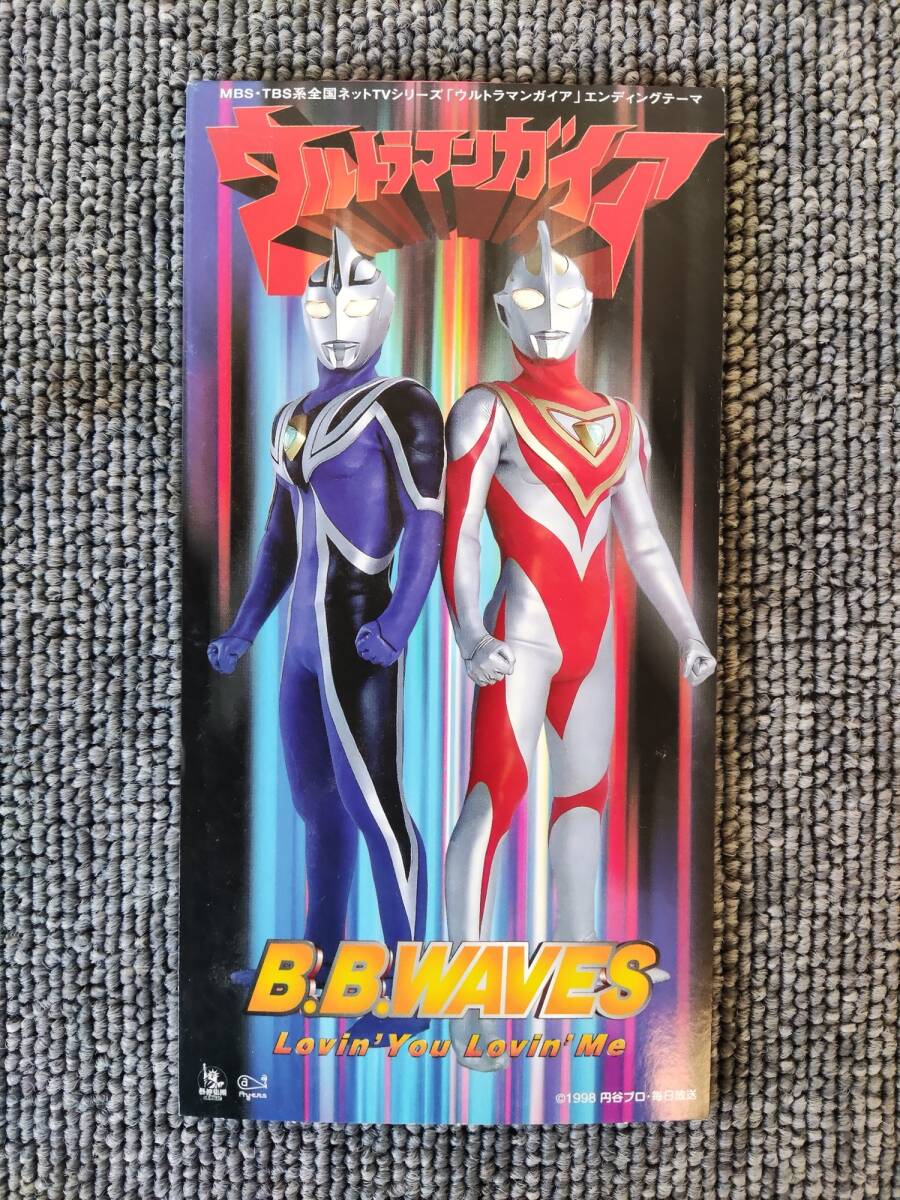 MBS・TBS系全国ネットTVシリーズ「ウルトラマンガイア」エンディングテーマ
ウルトラマンガイア
B.B.WAVES
Lovin' You Lovin' Me
Ayers
©1998 円谷プロ・毎日放送